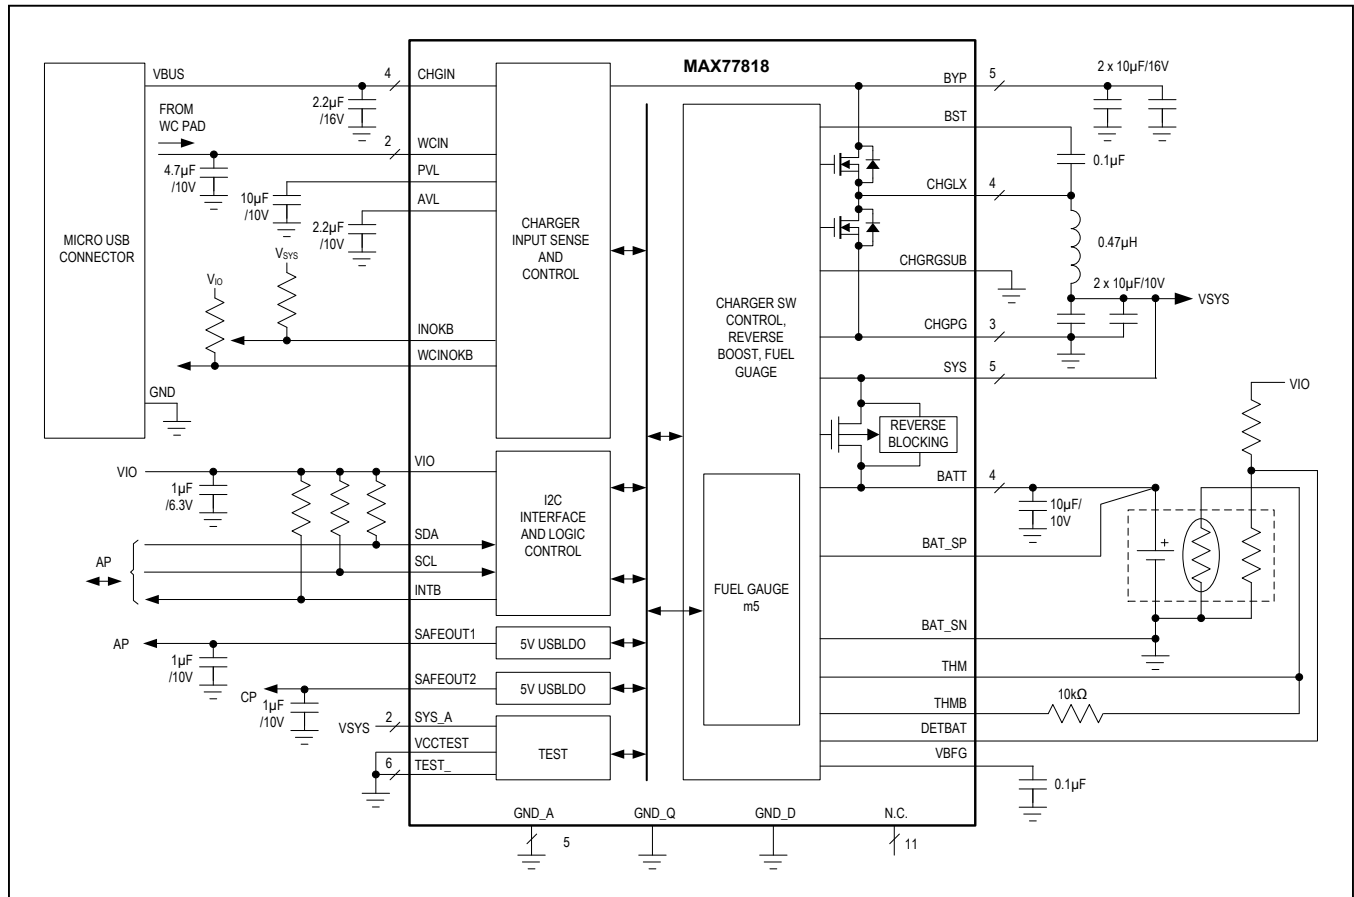 MAX77818
VBUS
4
CHGIN
BYP
5
2 x 10µF/16V
2.2µF
/16V
FROM
WC PAD
BST
2
WCIN
0.1µF
4.7µF
/10V
PVL
10µF
/10V
CHGLX
4
AVL
2.2µF
/10V
MICRO USB
CONNECTOR
CHARGER
INPUT SENSE
AND
CONTROL
0.47µH
VSYS
CHGRGSUB
VIO
2 x 10µF/10V
VSYS
CHARGER SW
CONTROL,
REVERSE
BOOST, FUEL
GUAGE
INOKB
CHGPG
3
WCINOKB
SYS
5
GND
VIO
REVERSE
BLOCKING
VIO
VIO
1µF
/6.3V
BATT
4
10µF/
10V
I2C
INTERFACE
AND LOGIC
CONTROL
SDA
BAT_SP
+
AP
SCL
INTB
FUEL GAUGE
m5
SAFEOUT1
5V USBLDO
BAT_SN
AP
1µF
/10V
THM
SAFEOUT2
5V USBLDO
CP
1µF
/10V
10kΩ
THMB
VSYS
2
SYS_A
DETBAT
VCCTEST
TEST
VBFG
6
TEST_
0.1µF
GND_A
GND_Q
GND_D
N.C.
5
11